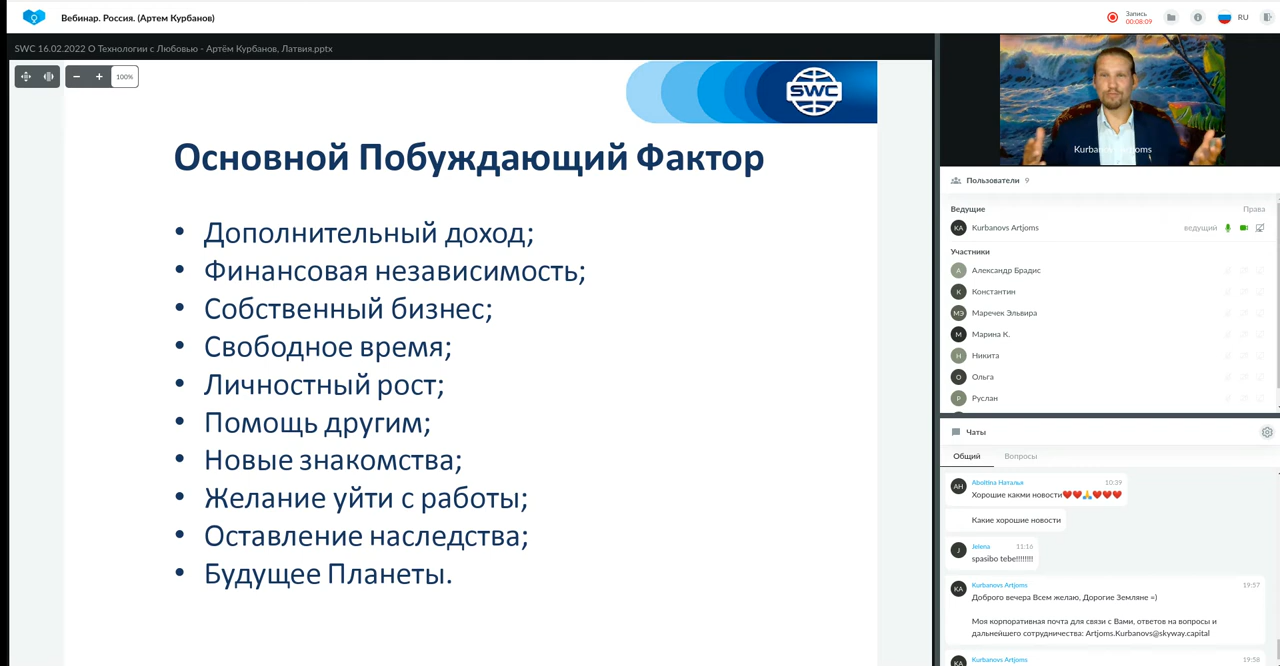 Вебинар. Россия. (Артем Курбанов)
Запись
00:08:09
RU
SWC 16.02.2022 О Технологии с Любовью - Артём Курбанов, Латвия.pptx
100%
SWC
Основной Побуждающий Фактор
• Дополнительный доход;
• Финансовая независимость;
• Собственный бизнес;
• Свободное время;
• Личностный рост;
• Помощь другим;
• Новые знакомства;
• Желание уйти с работы;
• Оставление наследства;
• Будущее Планеты.
Пользователи 9
Ведущие Права
KA Kurbanovs Artjoms ведущий
Участники
А Александр Брадис
К Константин
МЭ Маречек Эльвира
М Марина К.
Н Никита
О Ольга
Р Руслан
Чаты
Общий Вопросы
AH Aboltina Наталья 10:39
Хорошие какми новости❤️❤️🙏❤️❤️❤️
Какие хорошие новости
J Jelena 11:16
spasibo tebe!!!!!!!!
KA Kurbanovs Artjoms 19:57
Доброго вечера Всем желаю, Дорогие Земляне =)
Моя корпоративная почта для связи с Вами, ответов на вопросы и
дальнейшего сотрудничества: Artjoms.Kurbanovs@skyway.capital
KA Kurbanovs Artjoms 19:58